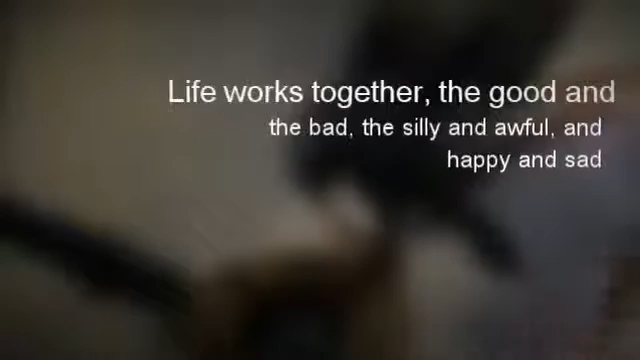 Life works together, the good and
the bad, the silly and awful, and
happy and sad